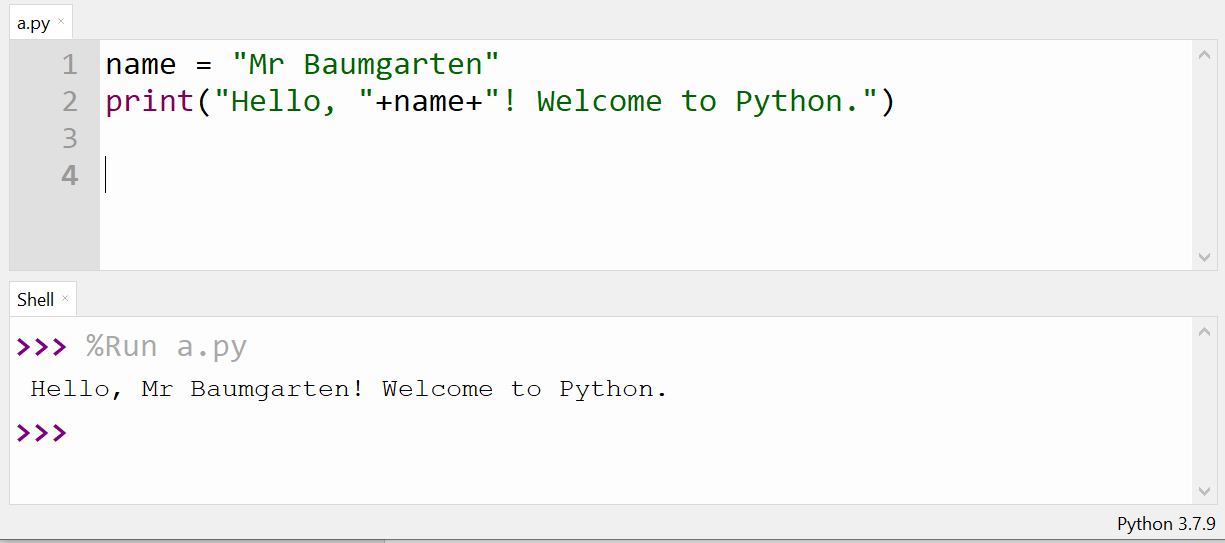 a.py ×
1 name = "Mr Baumgarten"
2 print("Hello, "+name+"! Welcome to Python.")
3
4
Shell ×
>>> %Run a.py
Hello, Mr Baumgarten! Welcome to Python.
>>>
Python 3.7.9